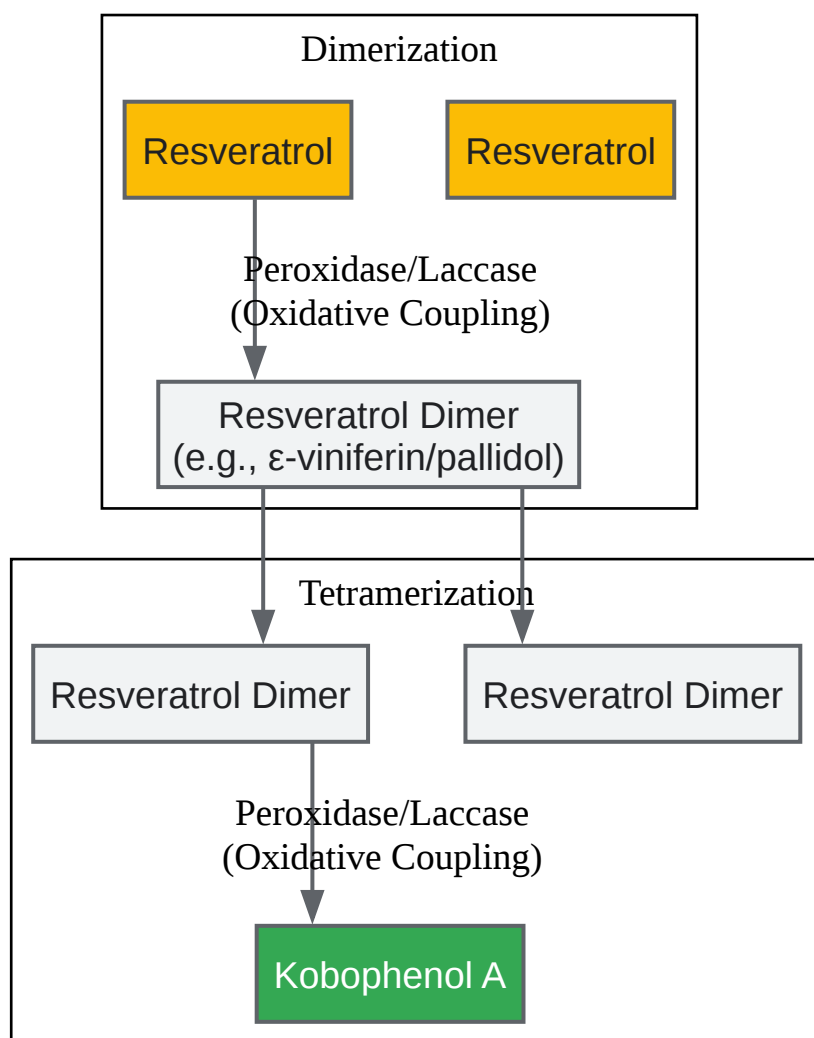 Dimerization
Resveratrol
Resveratrol
Peroxidase/Laccase
(Oxidative Coupling)
Resveratrol Dimer
(e.g., ε-viniferin/pallidol)
Tetramerization
Resveratrol Dimer
Resveratrol Dimer
Peroxidase/Laccase
(Oxidative Coupling)
Kobophenol A